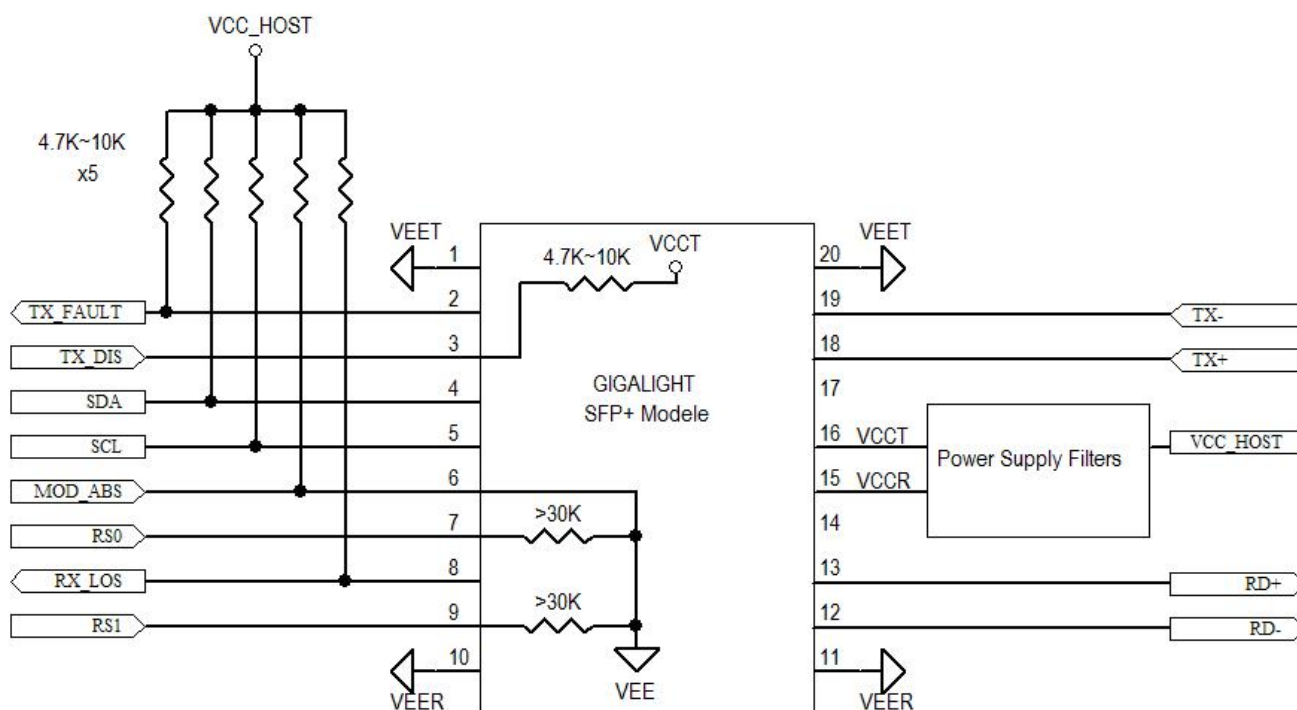 VCC_HOST
4.7K~10K
x5
VEET
1
4.7K~10K
VCCT
20
VEET
TX_FAULT
2
19
TX-
TX_DIS
3
18
TX+
SDA
4
GIGALIGHT
SFP+ Modele
17
SCL
5
16
VCCT
Power Supply Filters
VCC_HOST
MOD_ABS
6
15
VCCR
RS0
7
>30K
14
RX_LOS
8
13
RD+
RS1
9
>30K
12
RD-
10
VEER
VEE
11
VEER